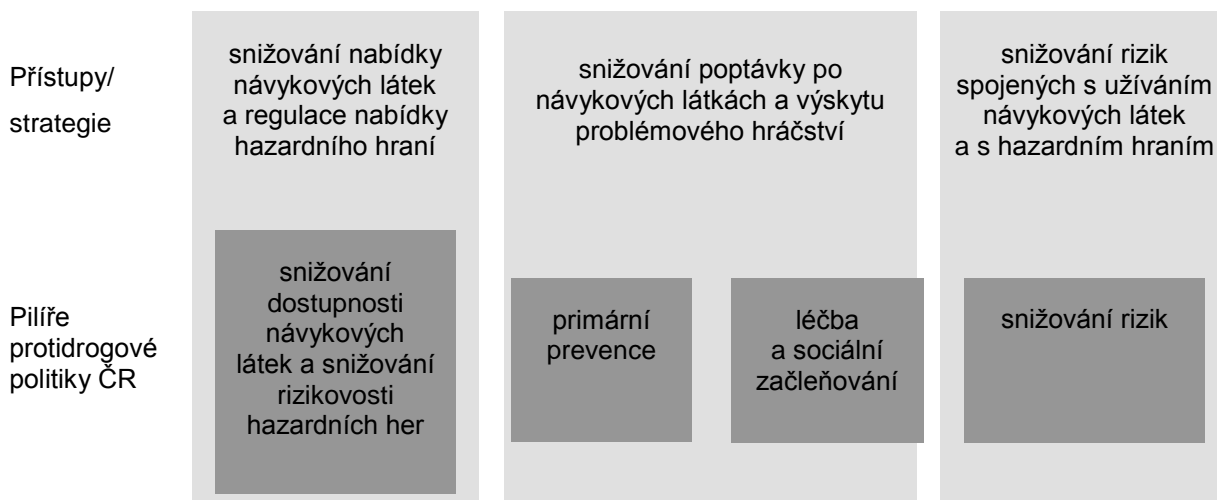 Přístupy/
strategie
snižování nabídky
návykových látek
a regulace nabídky
hazardního hraní
snižování poptávky po
návykových látkách a výskytu
problémového hráčství
snižování rizik
spojených s užíváním
návykových látek
a s hazardním hraním
Pilíře
protidrogové
politiky ČR
snižování
dostupnosti
návykových
látek a snižování
rizikovosti
hazardních her
primární
prevence
léčba
a sociální
začleňování
snižování rizik